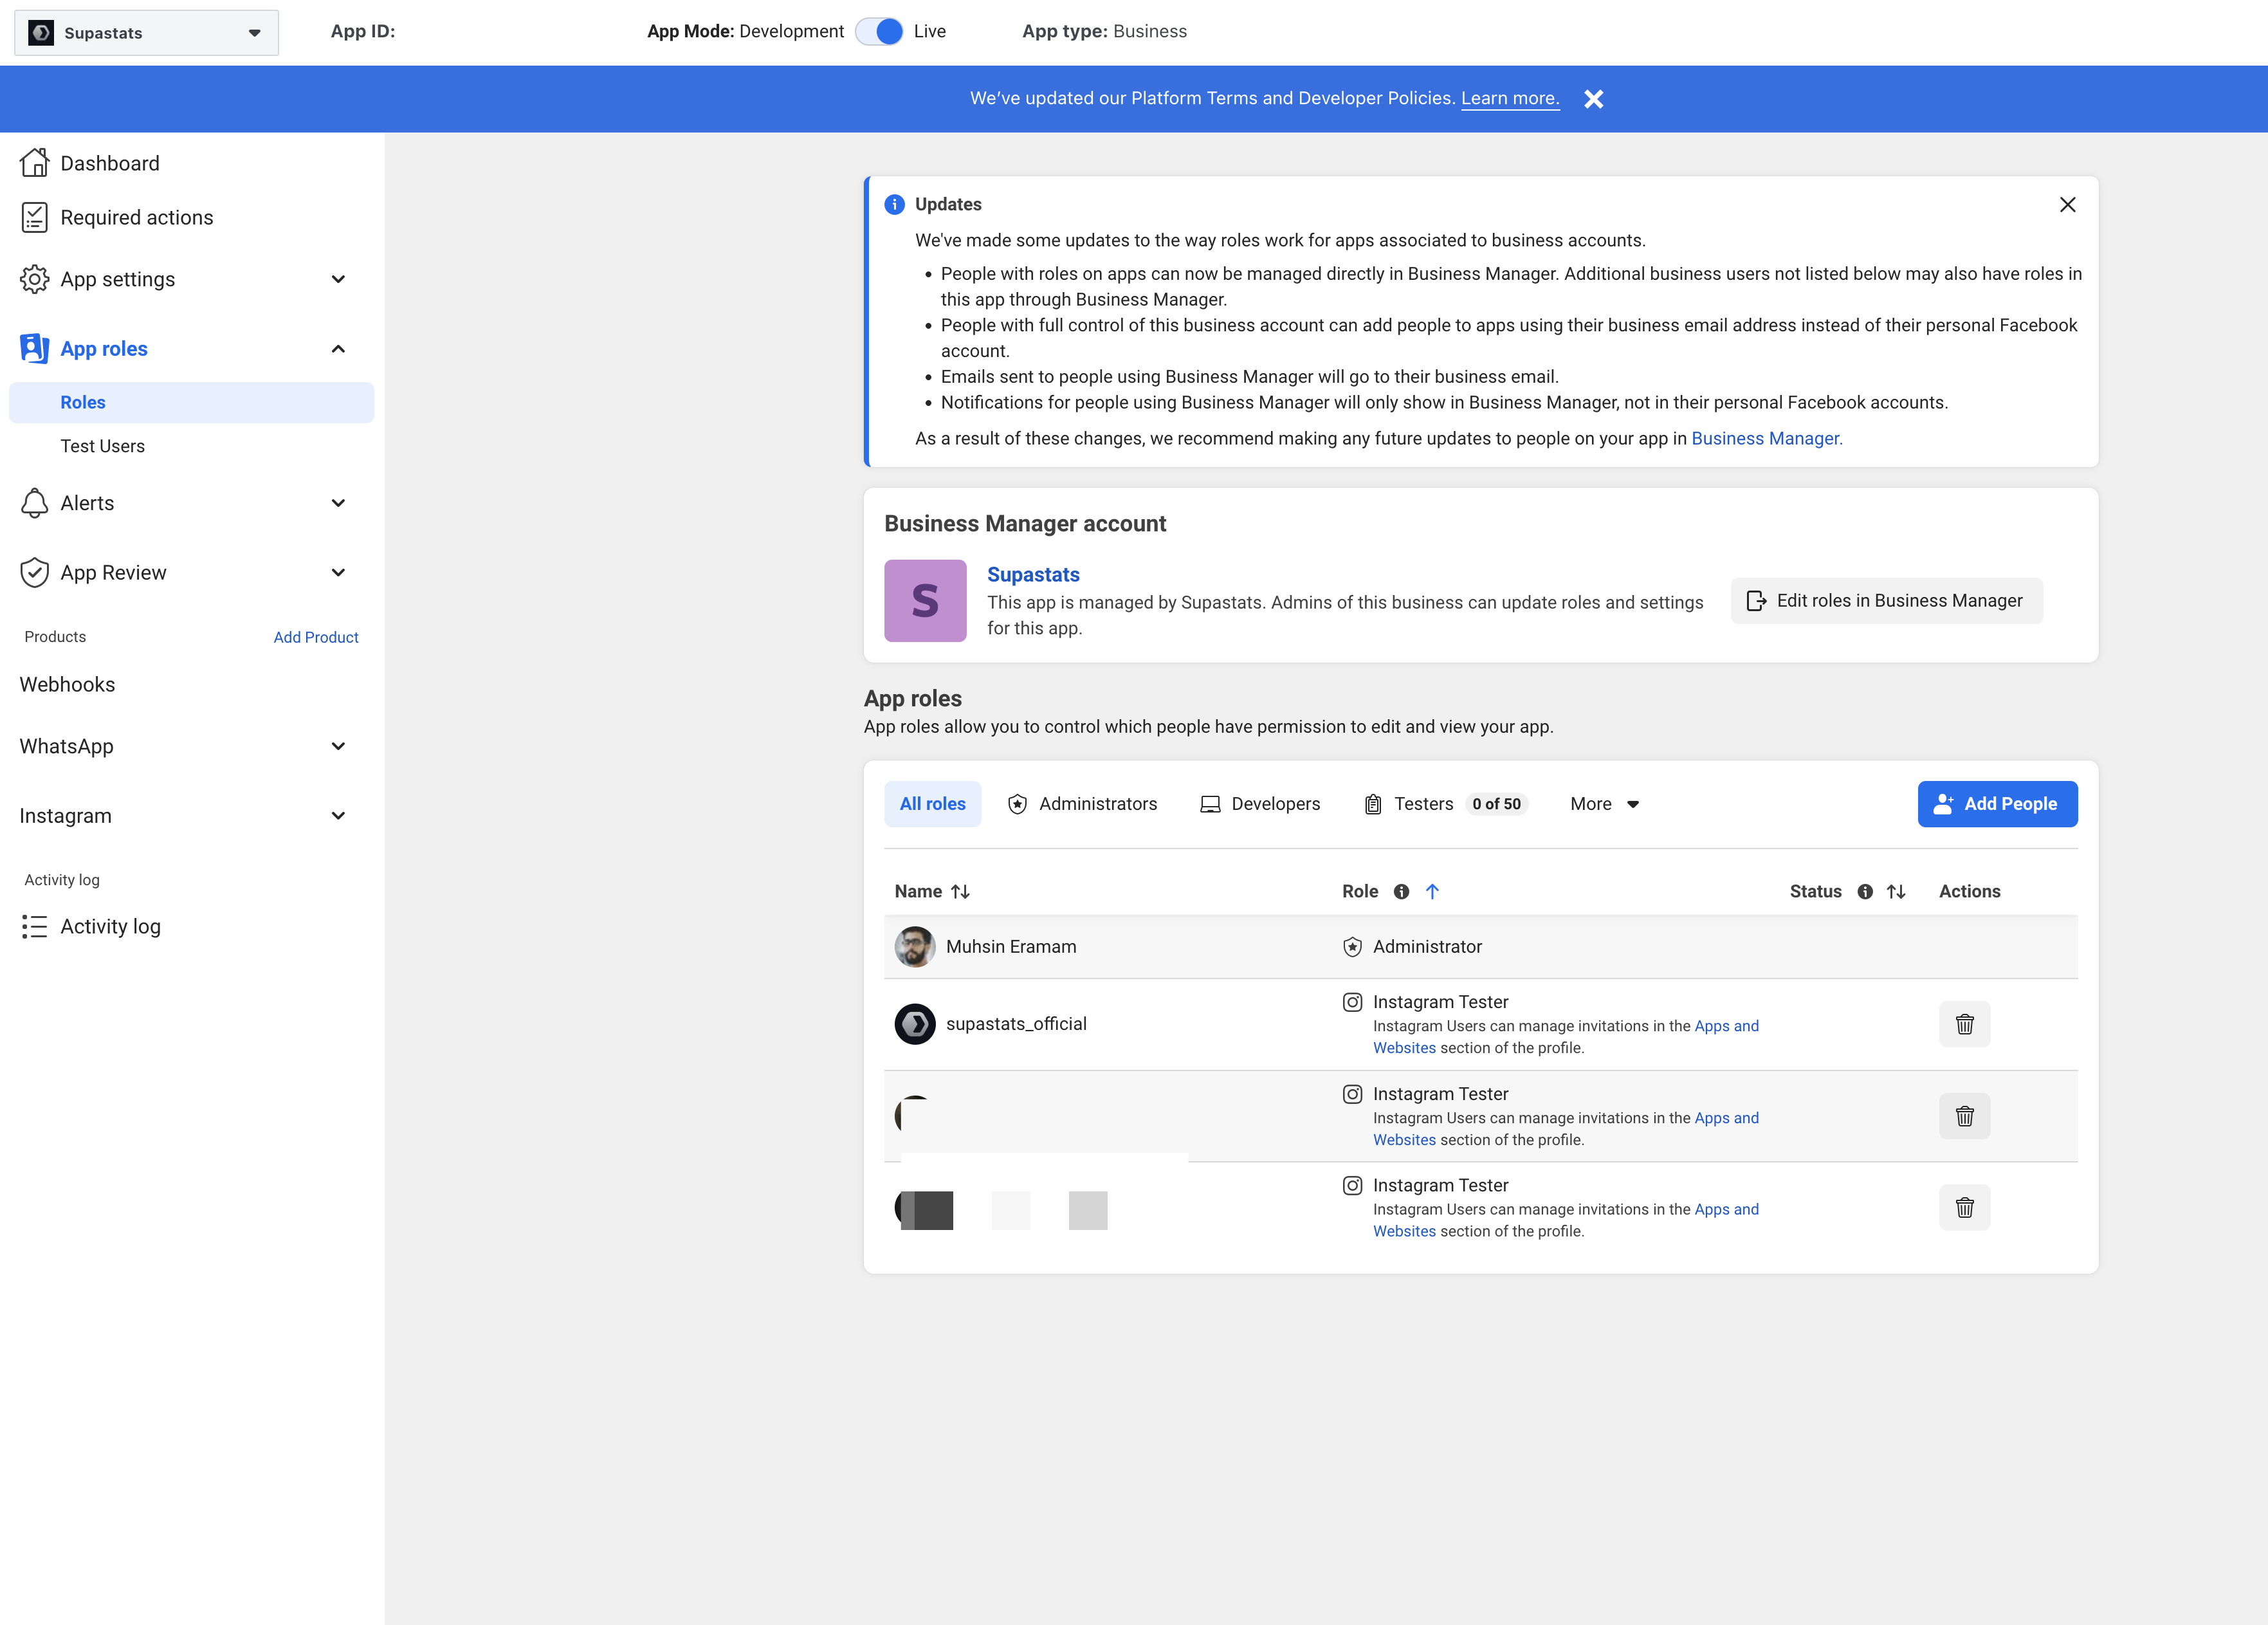 Supastats
App ID:
App Mode: Development
Live
App type: Business
We've updated our Platform Terms and Developer Policies. Learn more.
Dashboard
Required actions
App settings
App roles
Roles
Test Users
Alerts
App Review
Products
Add Product
Webhooks
WhatsApp
Instagram
Activity log
Activity log
Updates
We've made some updates to the way roles work for apps associated to business accounts.
People with roles on apps can now be managed directly in Business Manager. Additional business users not listed below may also have roles in
this app through Business Manager.
People with full control of this business account can add people to apps using their business email address instead of their personal Facebook
account.
Emails sent to people using Business Manager will go to their business email.
Notifications for people using Business Manager will only show in Business Manager, not in their personal Facebook accounts.
As a result of these changes, we recommend making any future updates to people on your app in Business Manager.
Business Manager account
S
Supastats
This app is managed by Supastats. Admins of this business can update roles and settings
for this app.
Edit roles in Business Manager
App roles
App roles allow you to control which people have permission to edit and view your app.
All roles
Administrators
Developers
Testers 0 of 50
More
Add People
Name
Role
Status
Actions
Muhsin Eramam
Administrator
supastats_official
Instagram Tester
Instagram Users can manage invitations in the Apps and
Websites section of the profile.
Instagram Tester
Instagram Users can manage invitations in the Apps and
Websites section of the profile.
Instagram Tester
Instagram Users can manage invitations in the Apps and
Websites section of the profile.